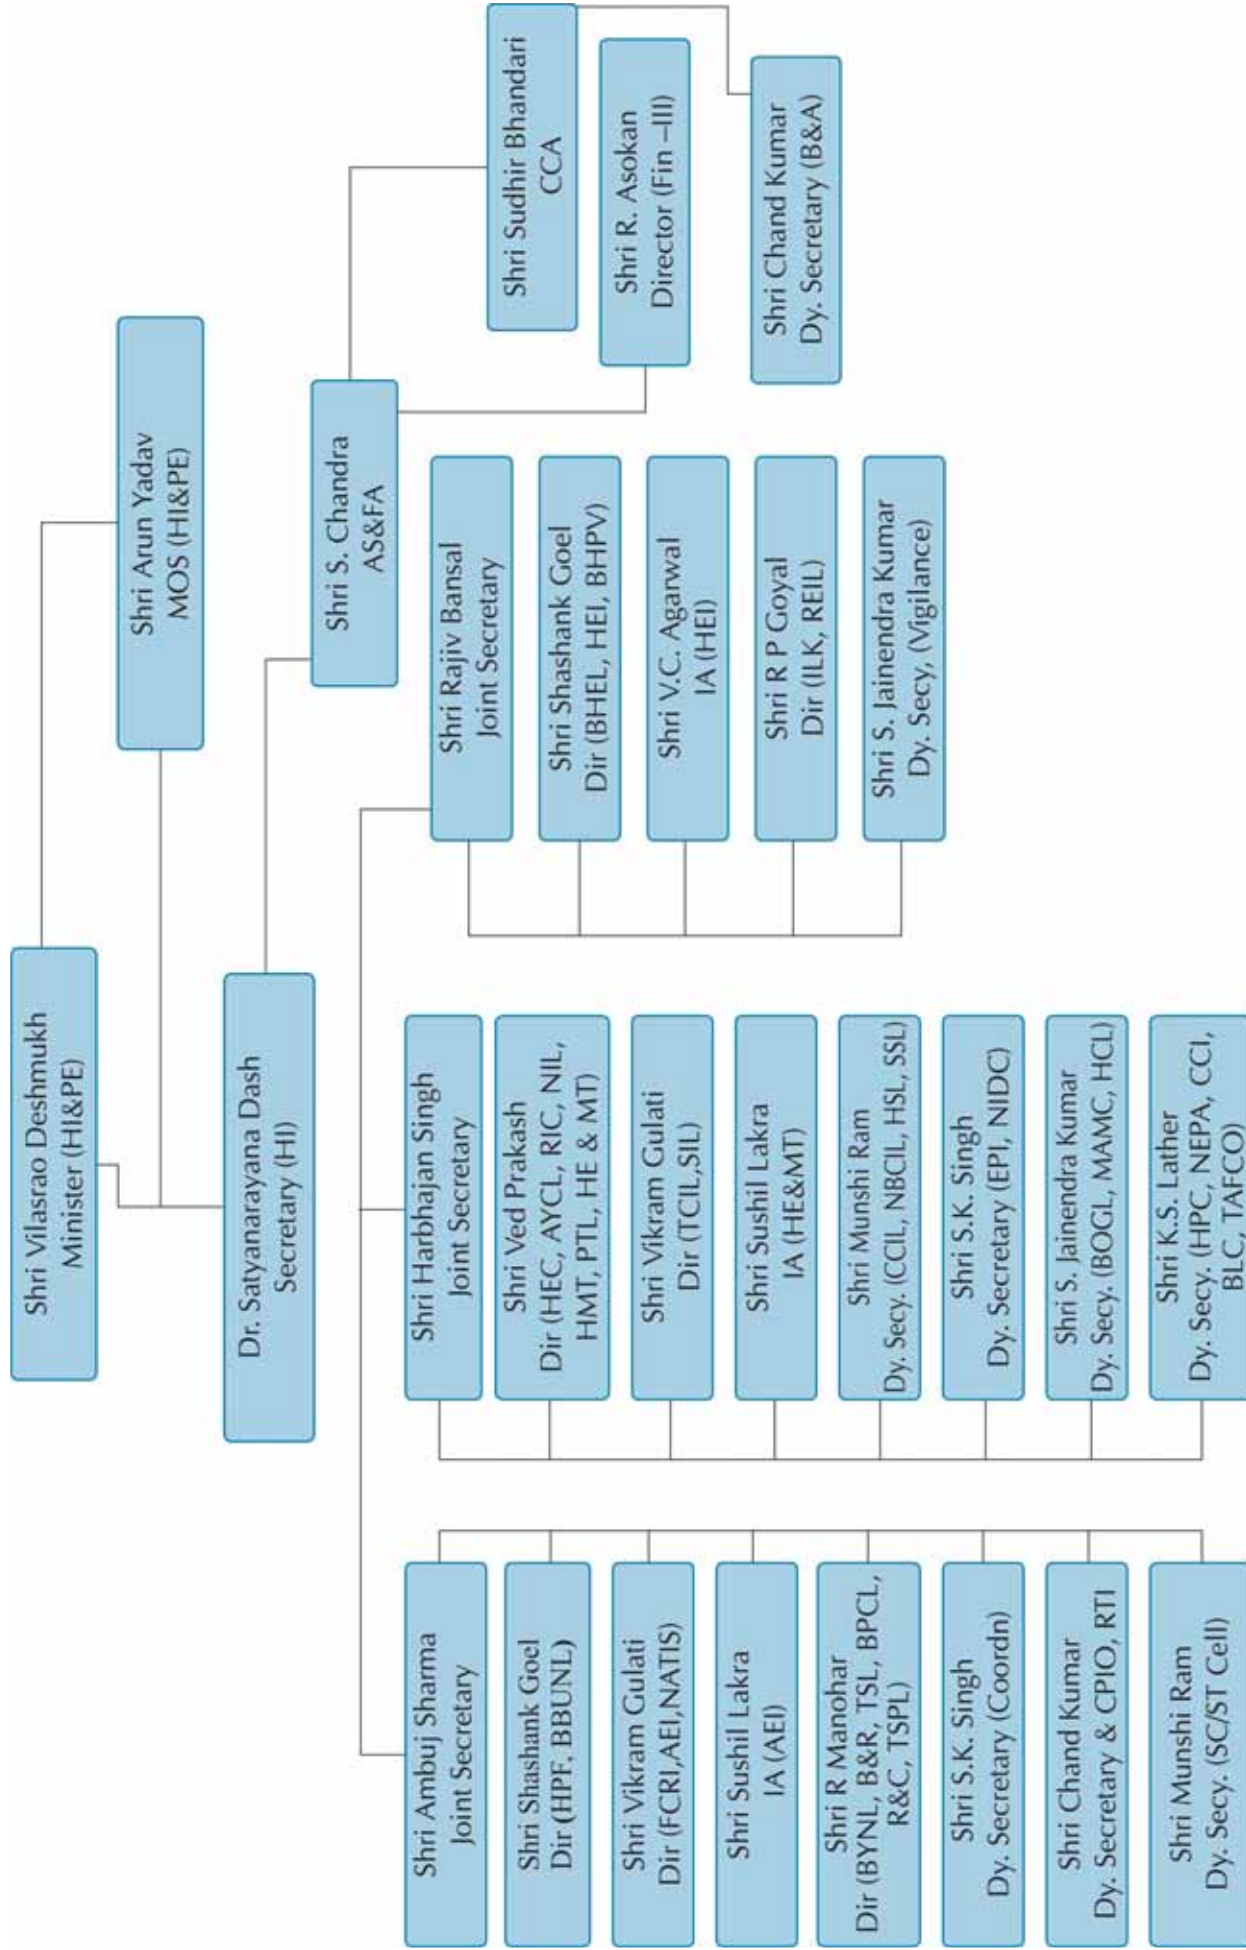 Shri Vilasrao Deshmukh
Minister (HI&PE)
Shri Arun Yadav
MOS (HI&PE)
Dr. Satyanarayana Dash
Secretary (HI)
Shri S. Chandra
AS&FA
Shri Sudhir Bhandari
CCA
Shri R. Asokan
Director (Fin –III)
Shri Chand Kumar
Dy. Secretary (B&A)
Shri Ambuj Sharma
Joint Secretary
Shri Shashank Goel
Dir (HPF, BBUNL)
Shri Vikram Gulati
Dir (FCRI,AEI,NATIS)
Shri Sushil Lakra
IA (AEI)
Shri R Manohar
Dir (BYNL, B&R, TSL, BPCL,
R&C, TSPL)
Shri S.K. Singh
Dy. Secretary (Coordn)
Shri Chand Kumar
Dy. Secretary & CPIO, RTI
Shri Munshi Ram
Dy. Secy. (SC/ST Cell)
Shri Harbhajan Singh
Joint Secretary
Shri Ved Prakash
Dir (HEC, AYCL, RIC, NIL,
HMT, PTL, HE & MT)
Shri Vikram Gulati
Dir (TCIL,SIL)
Shri Sushil Lakra
IA (HE&MT)
Shri Munshi Ram
Dy. Secy. (CCIL, NBCIL, HSL, SSL)
Shri S.K. Singh
Dy. Secretary (EPI, NIDC)
Shri S. Jainendra Kumar
Dy. Secy. (BOGL, MAMC, HCL)
Shri K.S. Lather
Dy. Secy. (HPC, NEPA, CCI,
BLC, TAFCO)
Shri Rajiv Bansal
Joint Secretary
Shri Shashank Goel
Dir (BHEL, HEI, BHPV)
Shri V.C. Agarwal
IA (HEI)
Shri R P Goyal
Dir (ILK, REIL)
Shri S. Jainendra Kumar
Dy. Secy, (Vigilance)